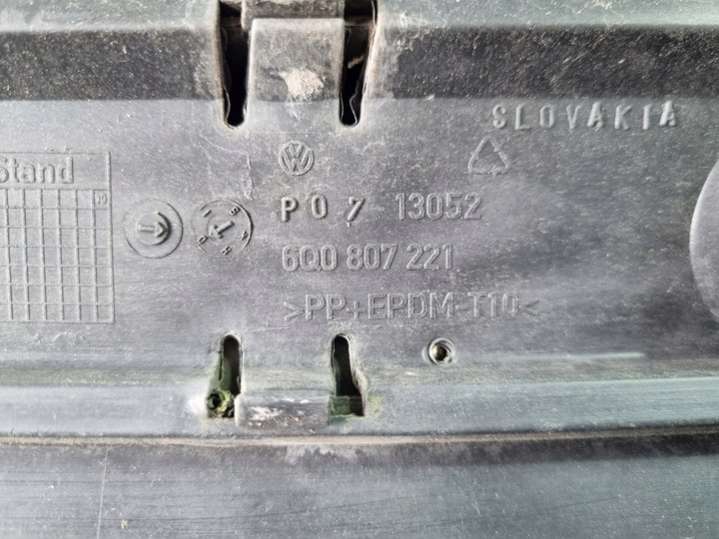 SLOVAKIA
Stand
P 0 7 - 13052
6Q0 807 221
>PP+EPDM-T10<